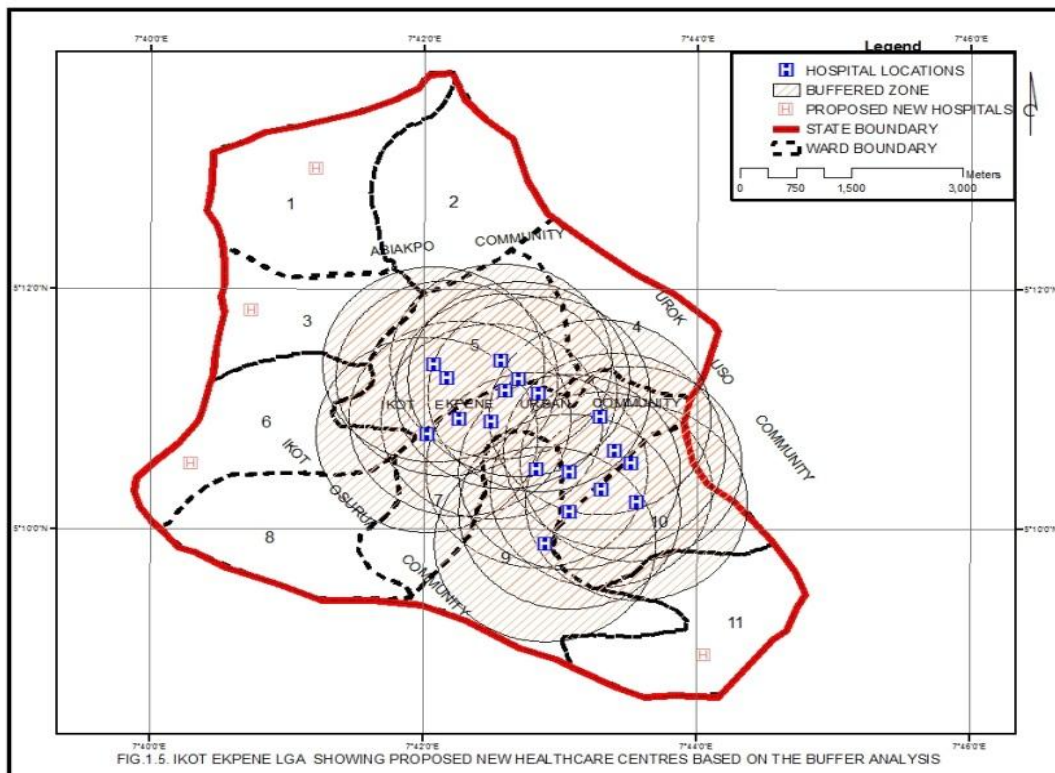 7°40'0"E 7°42'0"E 7°44'0"E 7°46'0"E
Legend
HOSPITAL LOCATIONS
BUFFERED ZONE
PROPOSED NEW HOSPITALS
STATE BOUNDARY
WARD BOUNDARY
Meters
0 750 1,500 3,000
1
2
ABIAKPO COMMUNITY
5°12'0"N 5°12'0"N
3
4
UROK
USO
COMMUNITY
5
IKOT EKPENE URBAN COMMUNITY
6
IKOT
OSURUA
COMMUNITY
7
8
9
10
5°10'0"N 5°10'0"N
11
7°40'0"E 7°42'0"E 7°44'0"E 7°46'0"E
FIG.1.5. IKOT EKPENE LGA SHOWING PROPOSED NEW HEALTHCARE CENTRES BASED ON THE BUFFER ANALYSIS